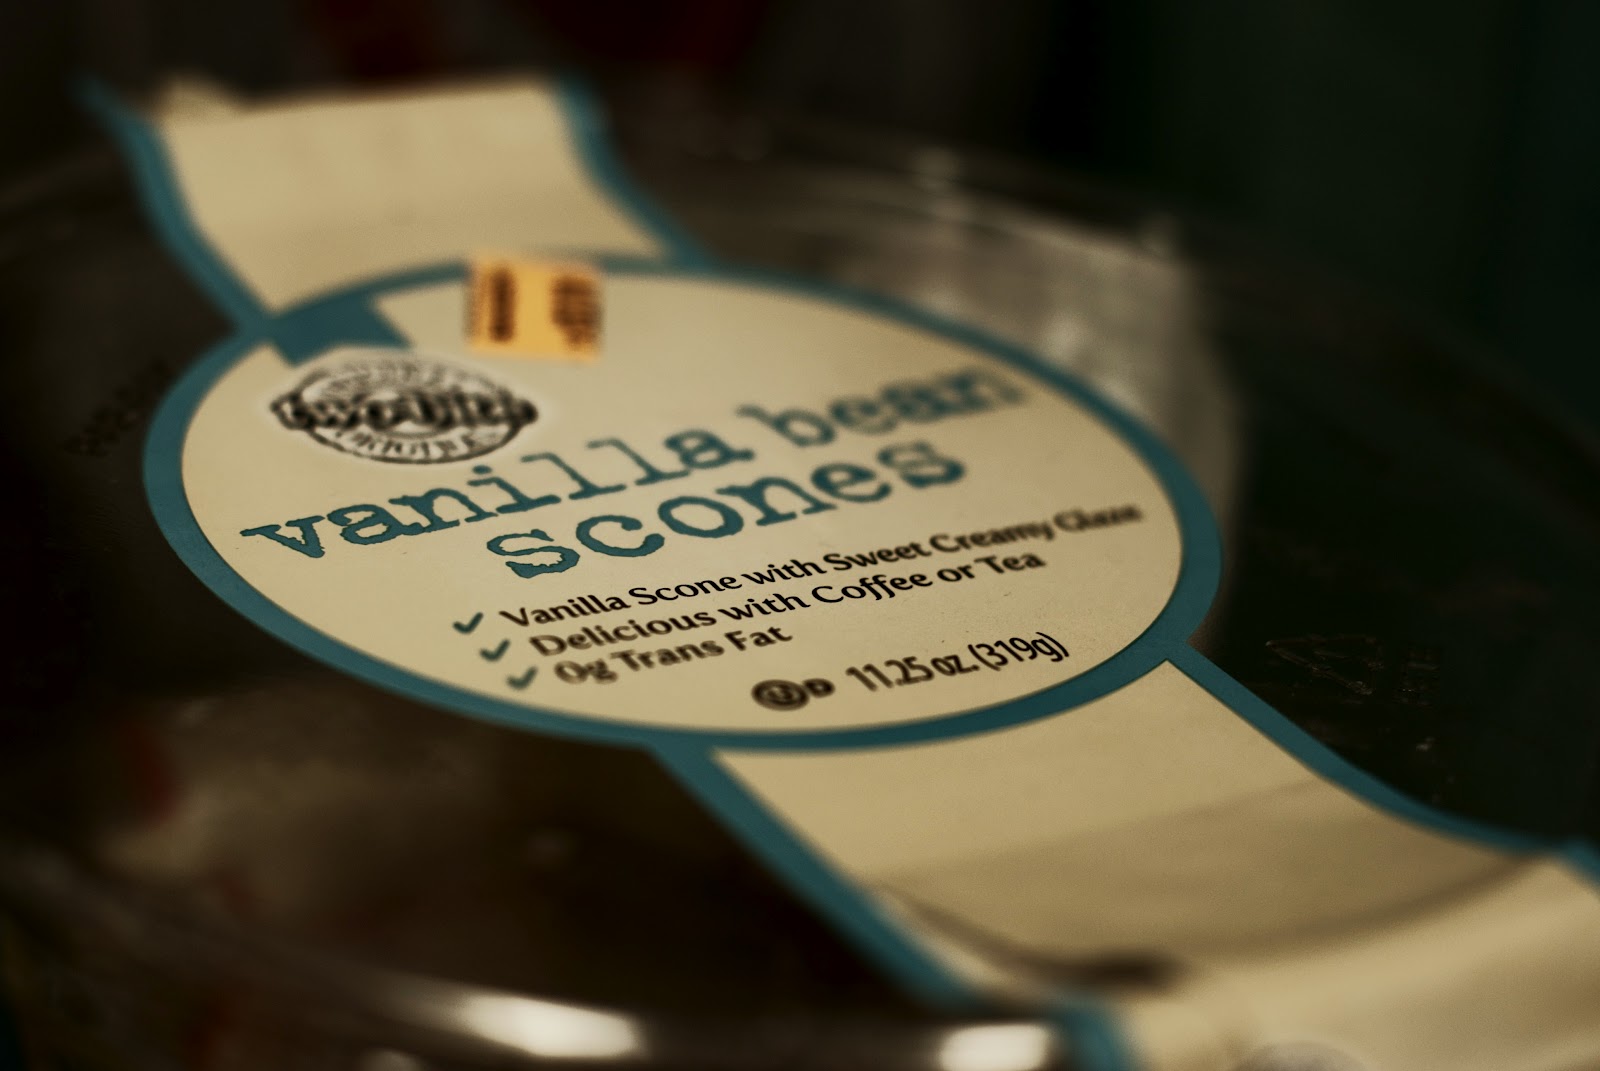 vanilla bean
scones
Vanilla Scone with Sweet Creamy Glaze
Delicious with Coffee or Tea
0g Trans Fat
U D 11.25 oz. (319g)